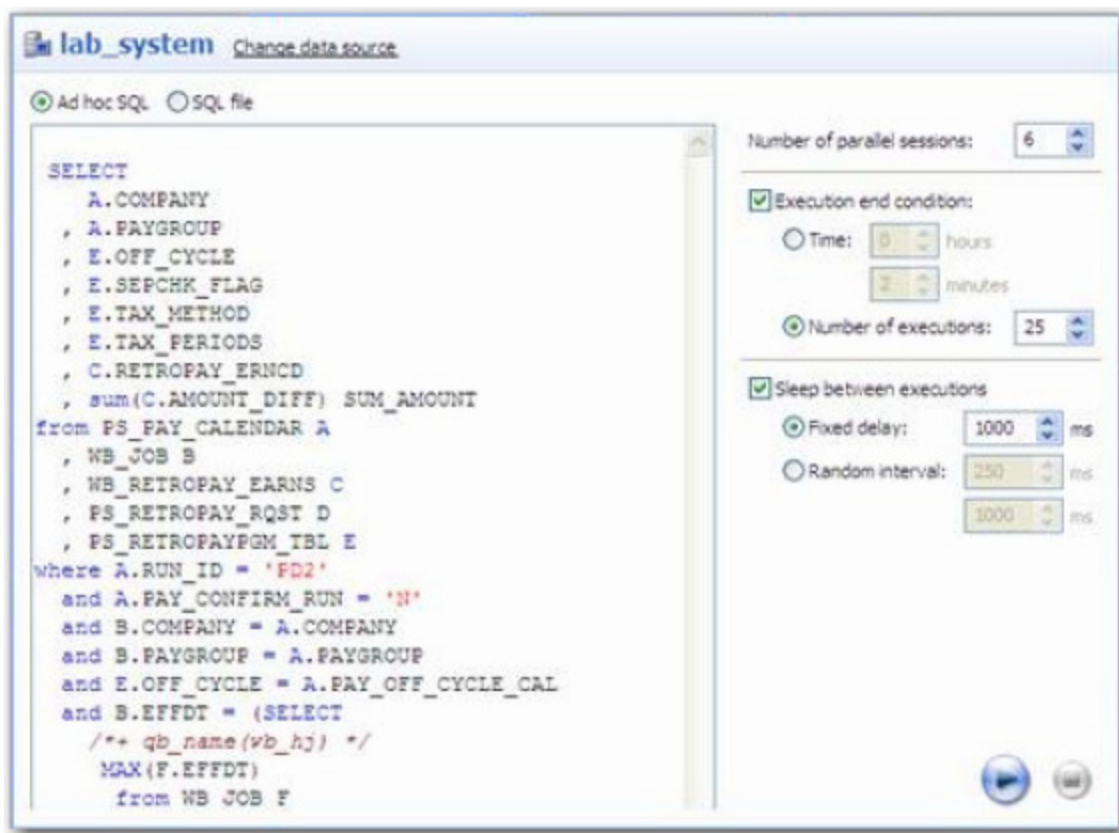 lab_system Change data source
Ad hoc SQL SQL file
SELECT
A.COMPANY
, A.PAYGROUP
, E.OFF_CYCLE
, E.SEPCHK_FLAG
, E.TAX_METHOD
, E.TAX_PERIODS
, C.RETROPAY_ERNCD
, sum(C.AMOUNT_DIFF) SUM_AMOUNT
from PS_PAY_CALENDAR A
, WB_JOB B
, WB_RETROPAY_EARNS C
, PS_RETROPAY_RQST D
, PS_RETROPAYPGM_TBL E
where A.RUN_ID = 'PD2'
and A.PAY_CONFIRM_RUN = 'N'
and B.COMPANY = A.COMPANY
and B.PAYGROUP = A.PAYGROUP
and E.OFF_CYCLE = A.PAY_OFF_CYCLE_CAL
and B.EFFDT = (SELECT
/*+ qb_name(wb_hj) */
MAX(F.EFFDT)
from WB_JOB F
Number of parallel sessions: 6
Execution end condition:
Time: 0 hours
2 minutes
Number of executions: 25
Sleep between executions
Fixed delay: 1000 ms
Random interval: 250 ms
1000 ms